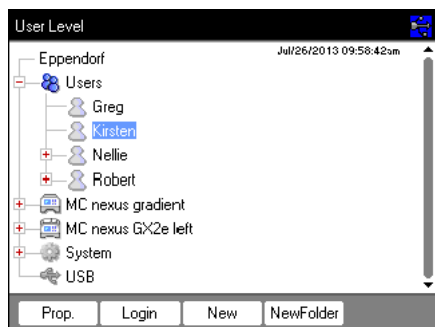 User Level
Eppendorf
Jul/26/2013 09:58:42am
Users
Greg
Kirsten
Nellie
Robert
MC nexus gradient
MC nexus GX2e left
System
USB
Prop. Login New NewFolder